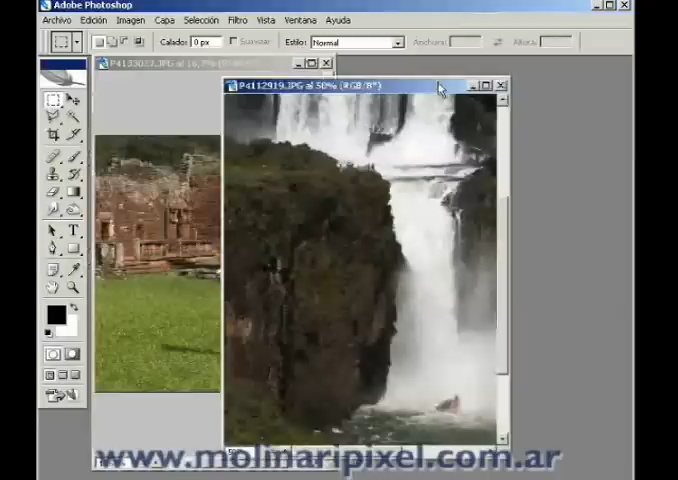 Adobe Photoshop
Archivo Edición Imagen Capa Selección Filtro Vista Ventana Ayuda
Calado: 0 px Suavizar Estilo: Normal Anchura: Altura:
P4112919.JPG al 50% (RGB/8*)
www.molinaripixel.com.ar